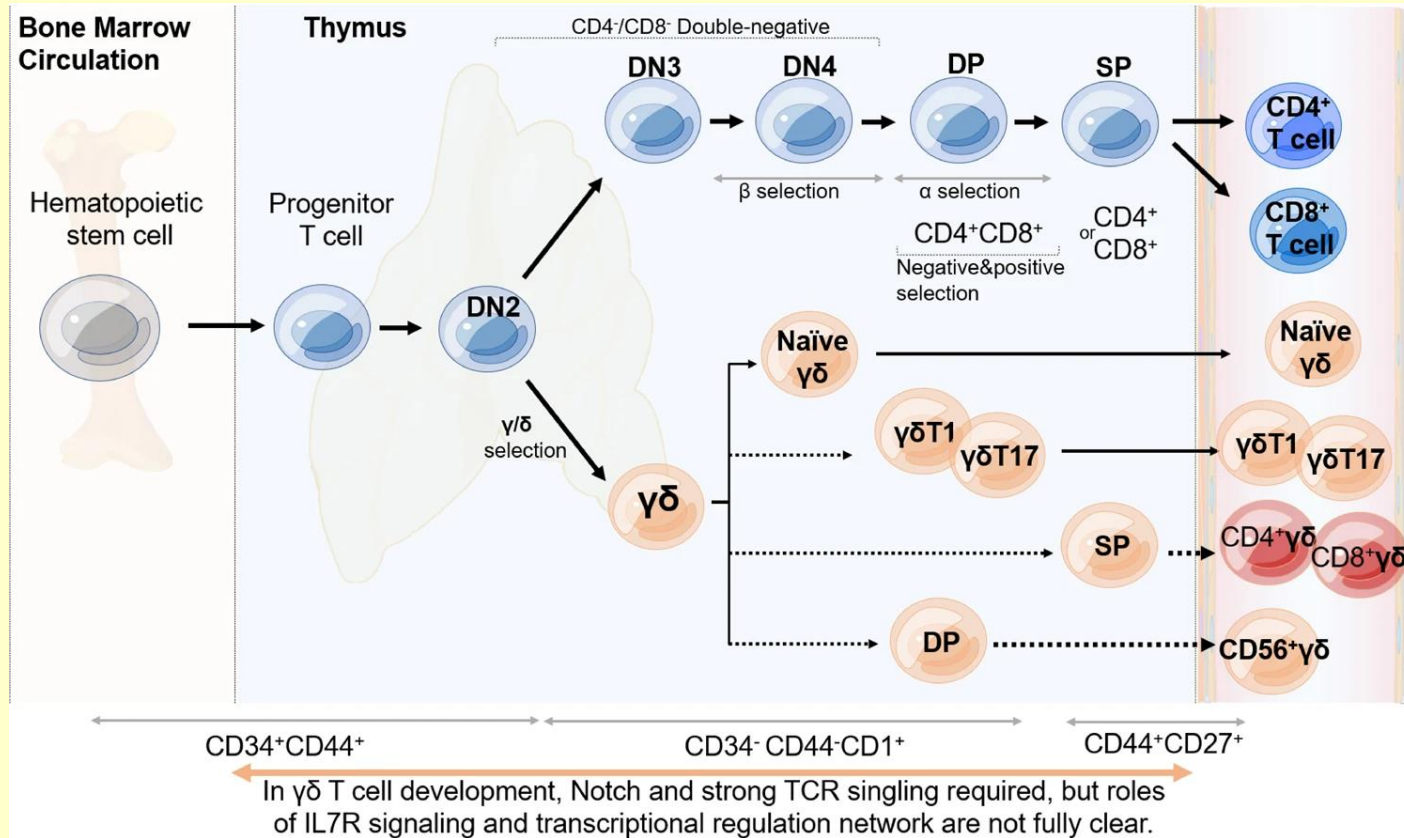 Bone Marrow
Circulation
Thymus
CD4⁻/CD8⁻ Double-negative
DN3
DN4
DP
SP
CD4⁺
T cell
β selection
α selection
CD4⁺CD8⁺
Negative&positive
selection
CD4⁺
or
CD8⁺
CD8⁺
T cell
Hematopoietic
stem cell
Progenitor
T cell
DN2
γ/δ
selection
γδ
Naïve
γδ
Naïve
γδ
γδT1
γδT17
γδT1
γδT17
SP
CD4⁺γδ
CD8⁺γδ
DP
CD56⁺γδ
CD34⁺CD44⁺
CD34⁻ CD44⁻CD1⁺
CD44⁺CD27⁺
In γδ T cell development, Notch and strong TCR singling required, but roles
of IL7R signaling and transcriptional regulation network are not fully clear.